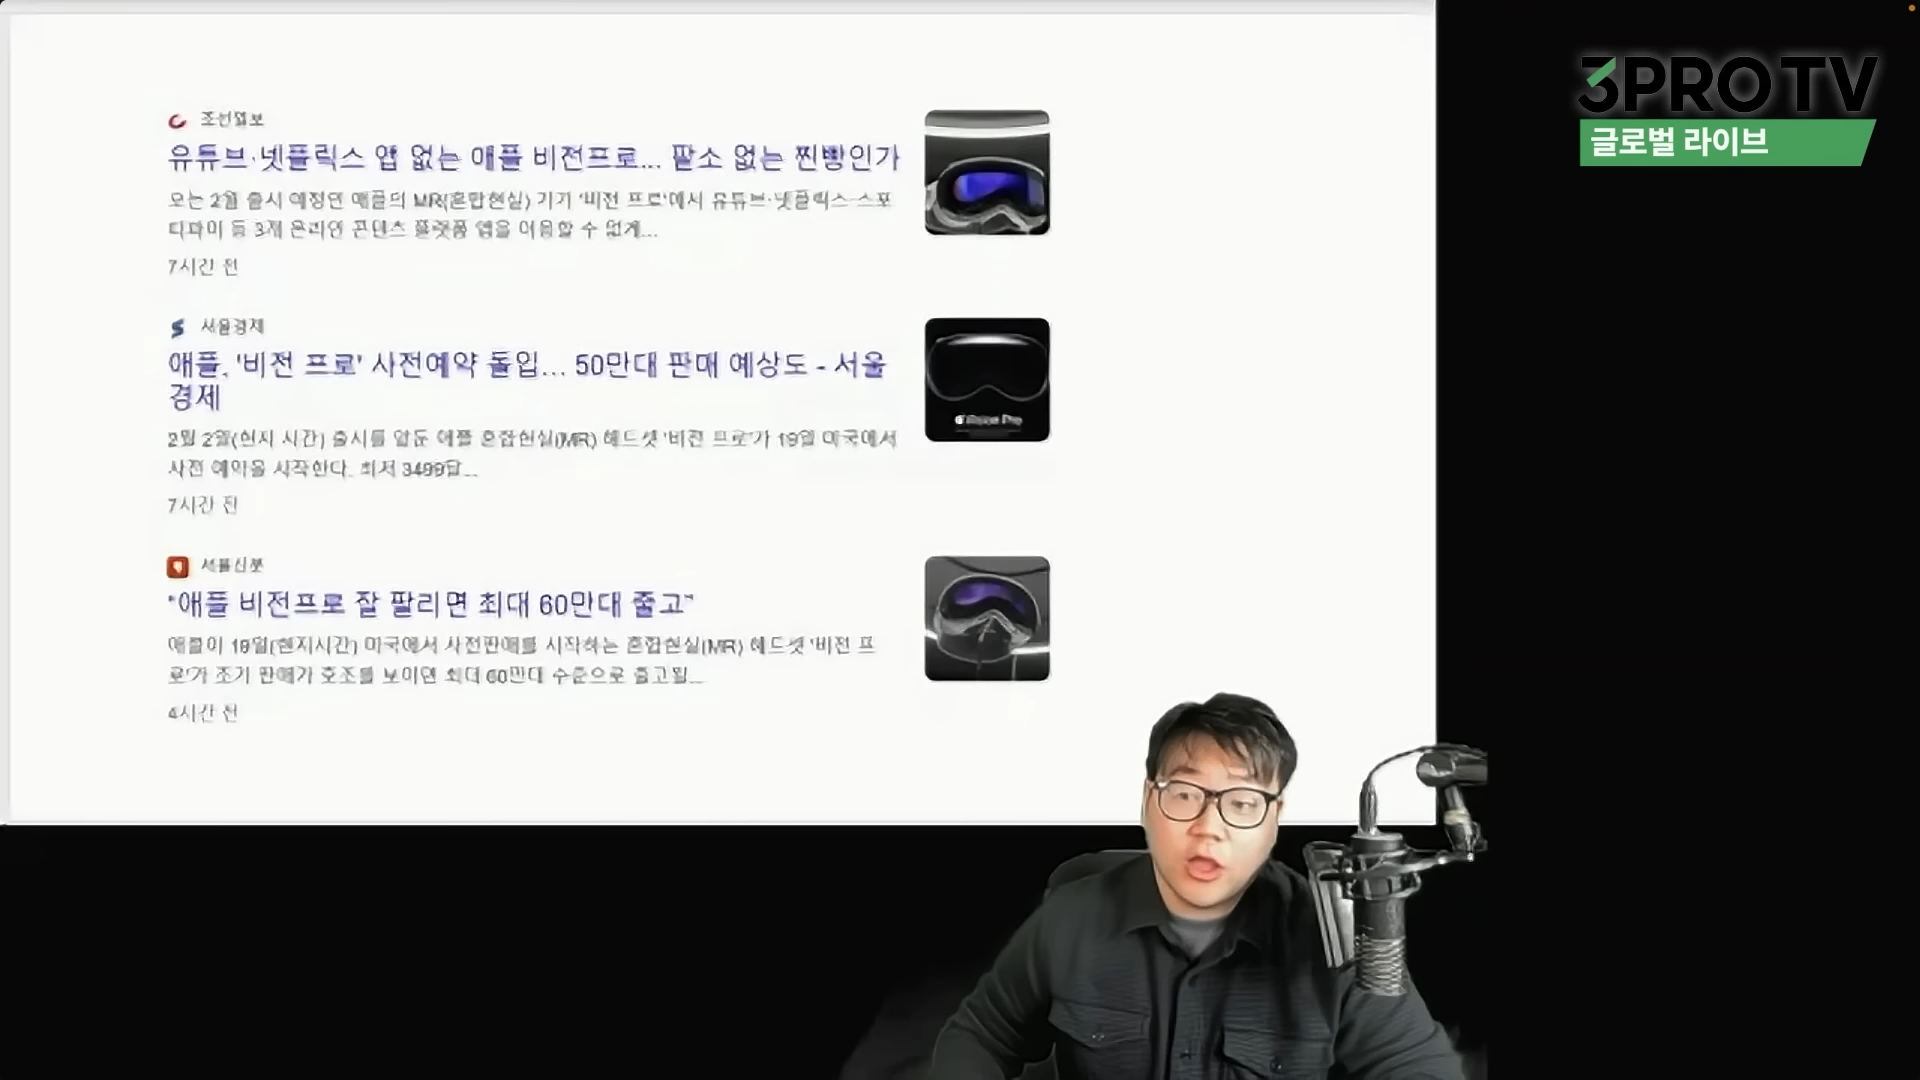 3PRO TV
글로벌 라이브
조선일보
유튜브·넷플릭스 앱 없는 애플 비전프로... 팥소 없는 찐빵인가
오는 2월 출시 예정인 애플의 MR(혼합현실) 기기 '비전 프로'에서 유튜브·넷플릭스·스포
티파이 등 3개 온라인 콘텐츠 플랫폼 앱을 이용할 수 없게...
7시간 전
서울경제
애플, '비전 프로' 사전예약 돌입... 50만대 판매 예상도 - 서울
경제
2월 2일(현지 시간) 출시를 앞둔 애플 혼합현실(MR) 헤드셋 '비전 프로'가 19일 미국에서
사전 예약을 시작한다. 최저 3499달...
7시간 전
Vision Pro
서울신문
“애플 비전프로 잘 팔리면 최대 60만대 출고”
애플이 19일(현지시간) 미국에서 사전판매를 시작하는 혼합현실(MR) 헤드셋 '비전 프
로'가 조기 판매가 호조를 보이면 최대 60만대 수준으로 출고될...
4시간 전